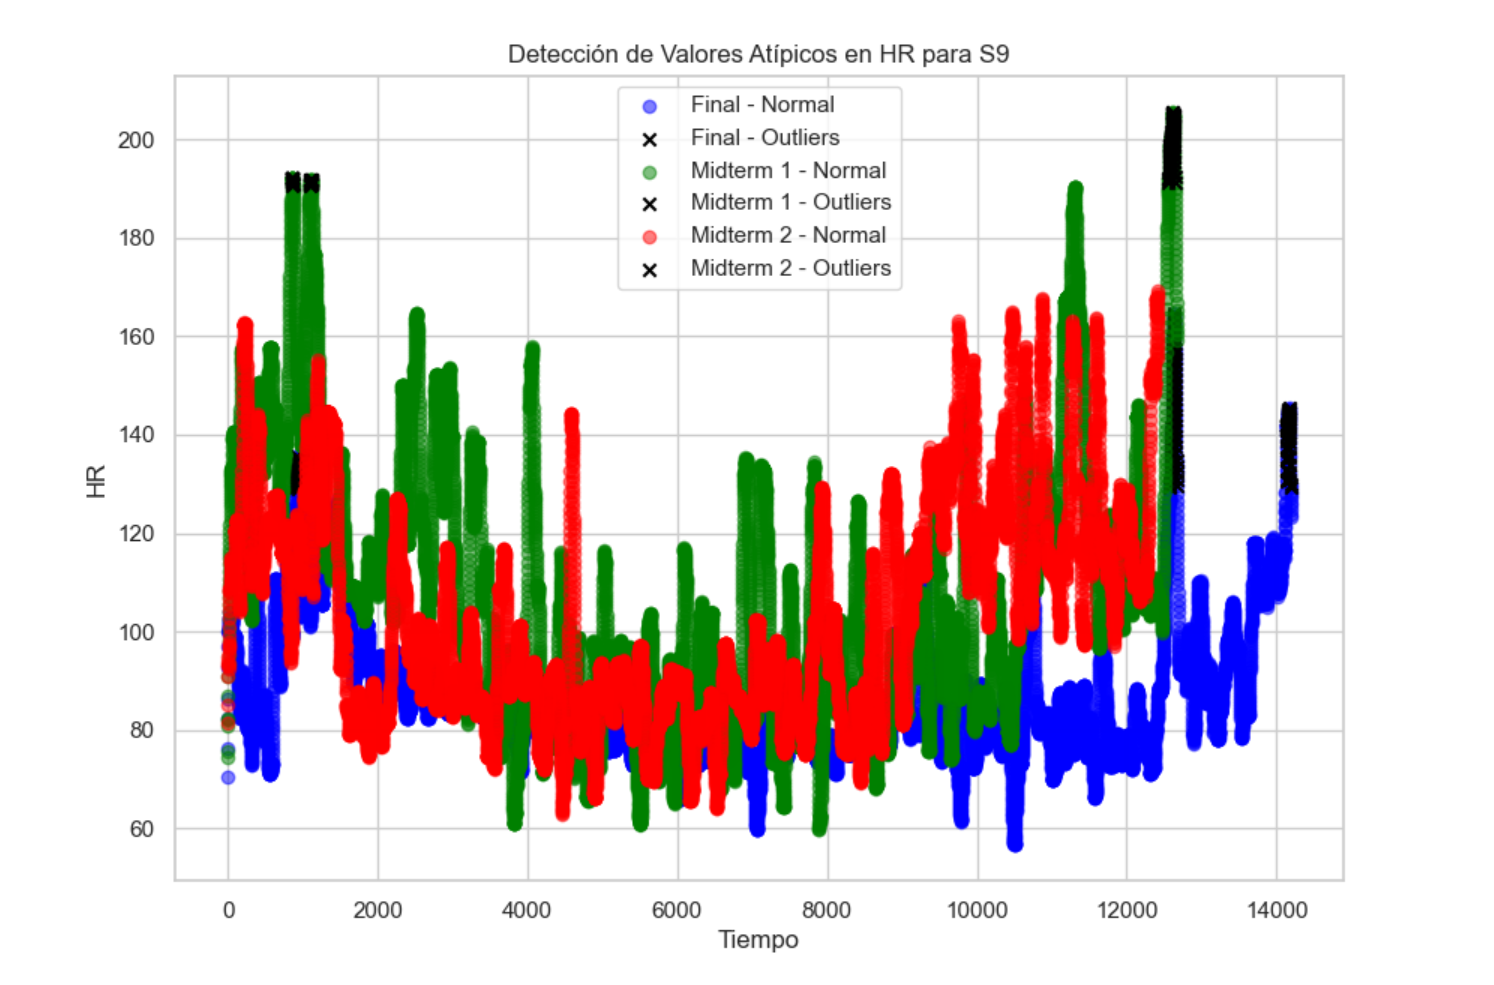 Detección de Valores Atípicos en HR para S9
Final - Normal
Final - Outliers
Midterm 1 - Normal
Midterm 1 - Outliers
Midterm 2 - Normal
Midterm 2 - Outliers
HR
200
180
160
140
120
100
80
60
0 2000 4000 6000 8000 10000 12000 14000
Tiempo